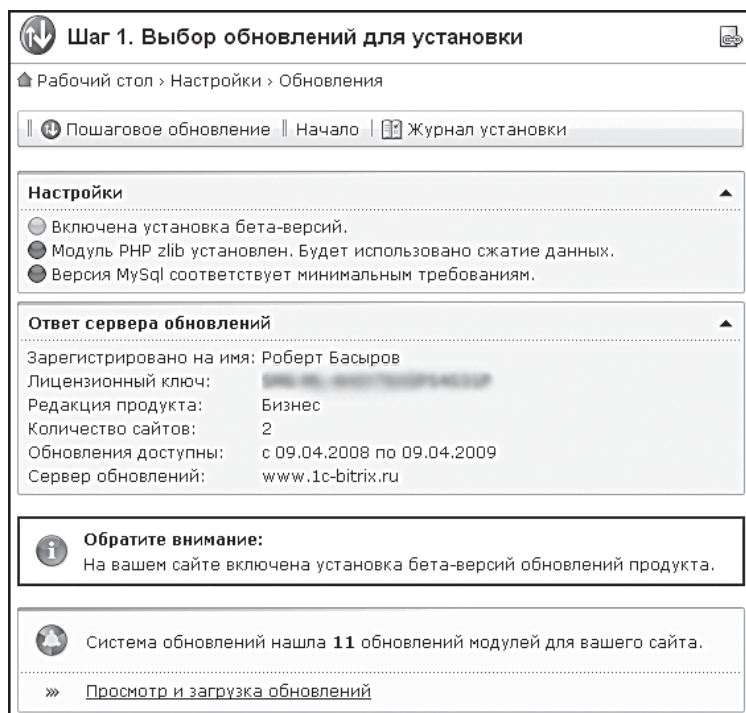 Шаг 1. Выбор обновлений для установки
Рабочий стол › Настройки › Обновления
Пошаговое обновление Начало Журнал установки
Настройки
Включена установка бета-версий.
Модуль PHP zlib установлен. Будет использовано сжатие данных.
Версия MySql соответствует минимальным требованиям.
Ответ сервера обновлений
Зарегистрировано на имя: Роберт Басыров
Лицензионный ключ:
Редакция продукта: Бизнес
Количество сайтов: 2
Обновления доступны: с 09.04.2008 по 09.04.2009
Сервер обновлений: www.1c-bitrix.ru
Обратите внимание:
На вашем сайте включена установка бета-версий обновлений продукта.
Система обновлений нашла 11 обновлений модулей для вашего сайта.
Просмотр и загрузка обновлений